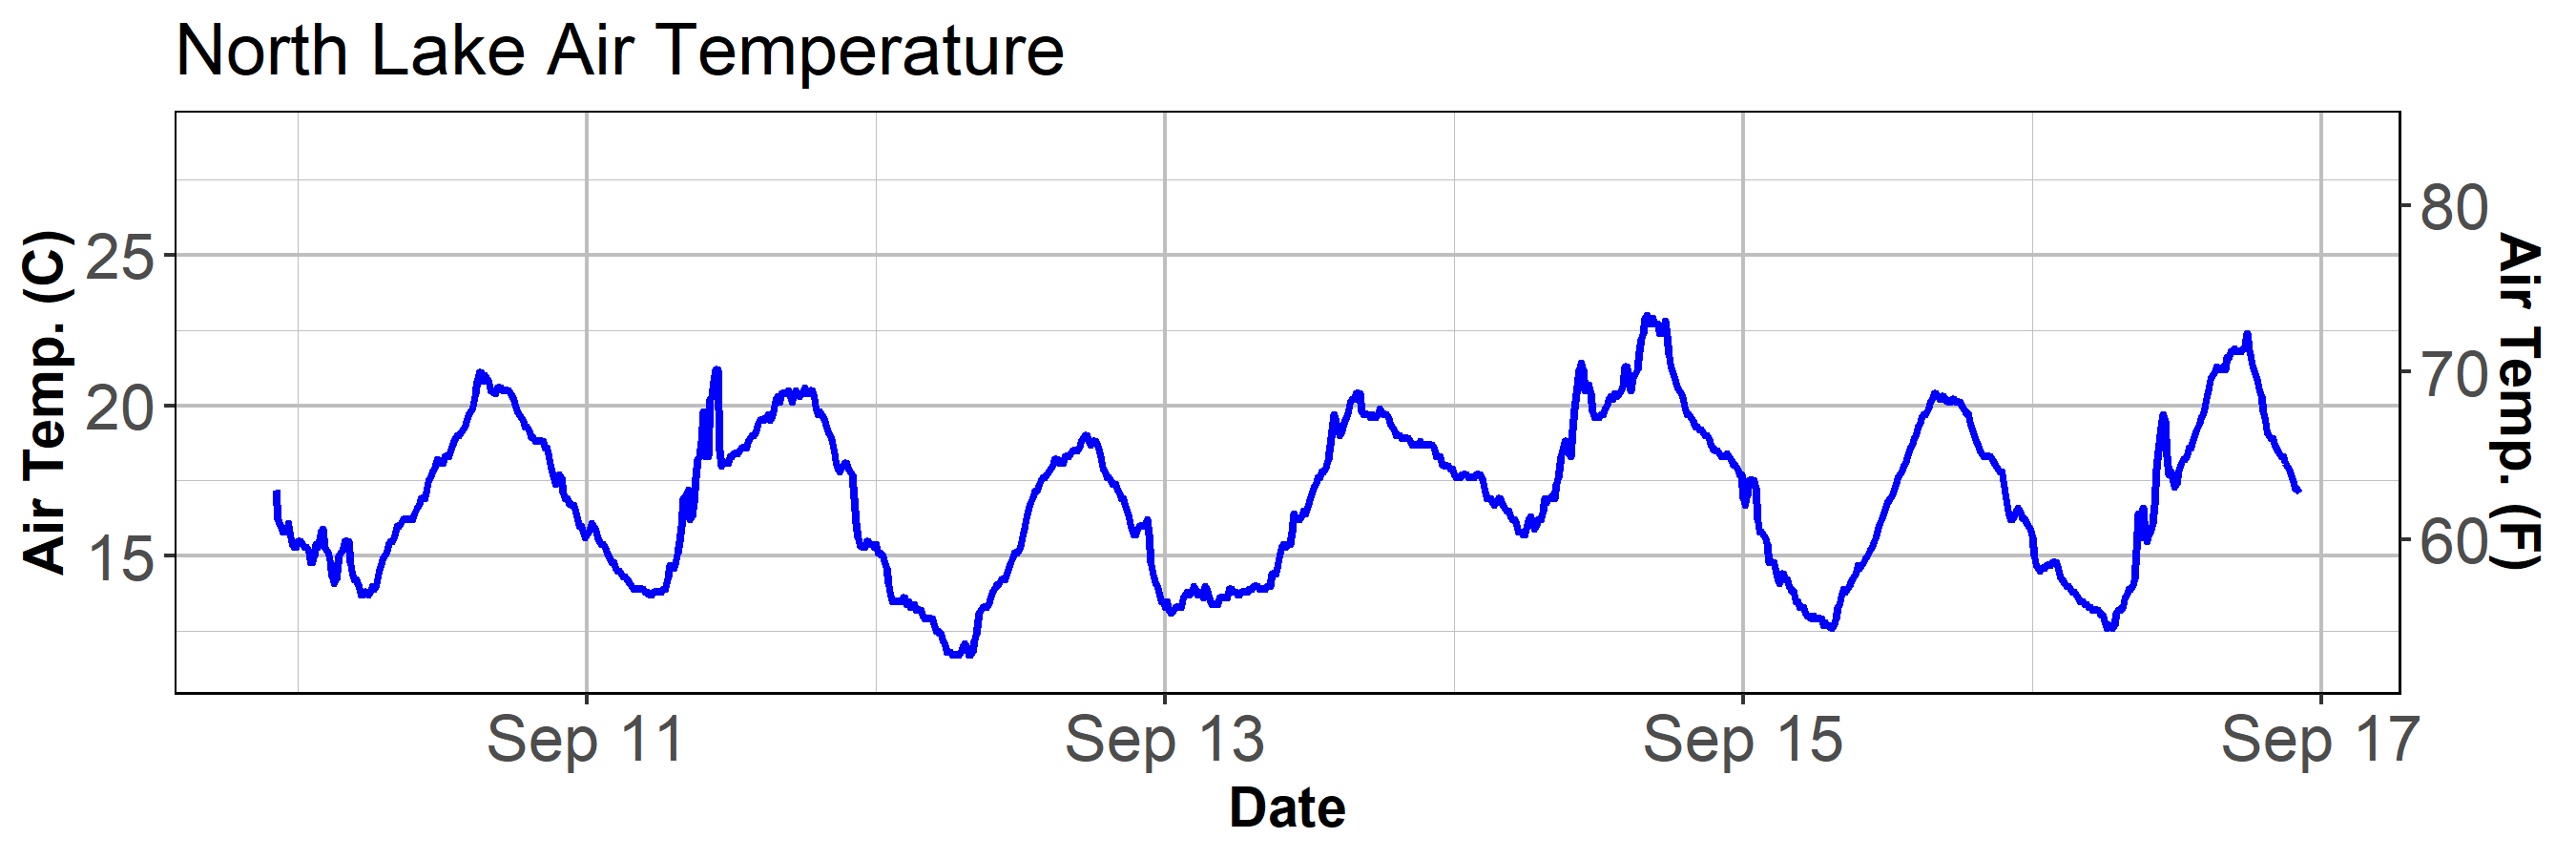 North Lake Air Temperature
Air Temp. (C)
25
20
15
80
70
60
Air Temp. (F)
Sep 11
Sep 13
Sep 15
Sep 17
Date